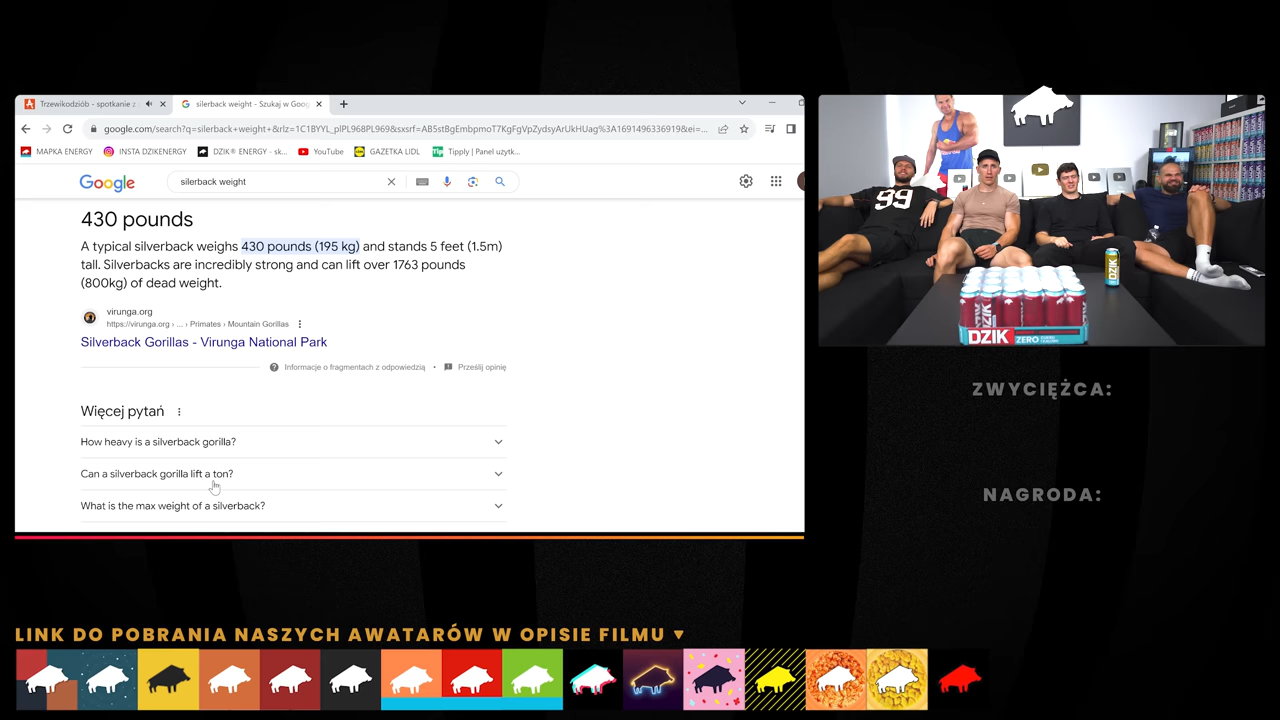 Trzewikodziób - spotkanie z
silerback weight - Szukaj w Goog
google.com/search?q=silerback+weight+&rlz=1C1BYYL_plPL968PL969&sxsrf=AB5stBgEmbpmoT7KgFgVpZydsyArUkHUag%3A1691496336919&ei=...
MAPKA ENERGY
INSTA DZIKENERGY
DZIK® ENERGY - sk...
YouTube
GAZETKA LIDL
Tipply | Panel użytk...
Google
silerback weight
430 pounds
A typical silverback weighs 430 pounds (195 kg) and stands 5 feet (1.5m)
tall. Silverbacks are incredibly strong and can lift over 1763 pounds
(800kg) of dead weight.
virunga.org
https://virunga.org › ... › Primates › Mountain Gorillas
Silverback Gorillas - Virunga National Park
Informacje o fragmentach z odpowiedzią • Prześlij opinię
Więcej pytań
How heavy is a silverback gorilla?
Can a silverback gorilla lift a ton?
What is the max weight of a silverback?
99
DZIK
DZIK
DZIK ZERO
ZWYCIĘŻCA:
NAGRODA:
LINK DO POBRANIA NASZYCH AWATARÓW W OPISIE FILMU ▼